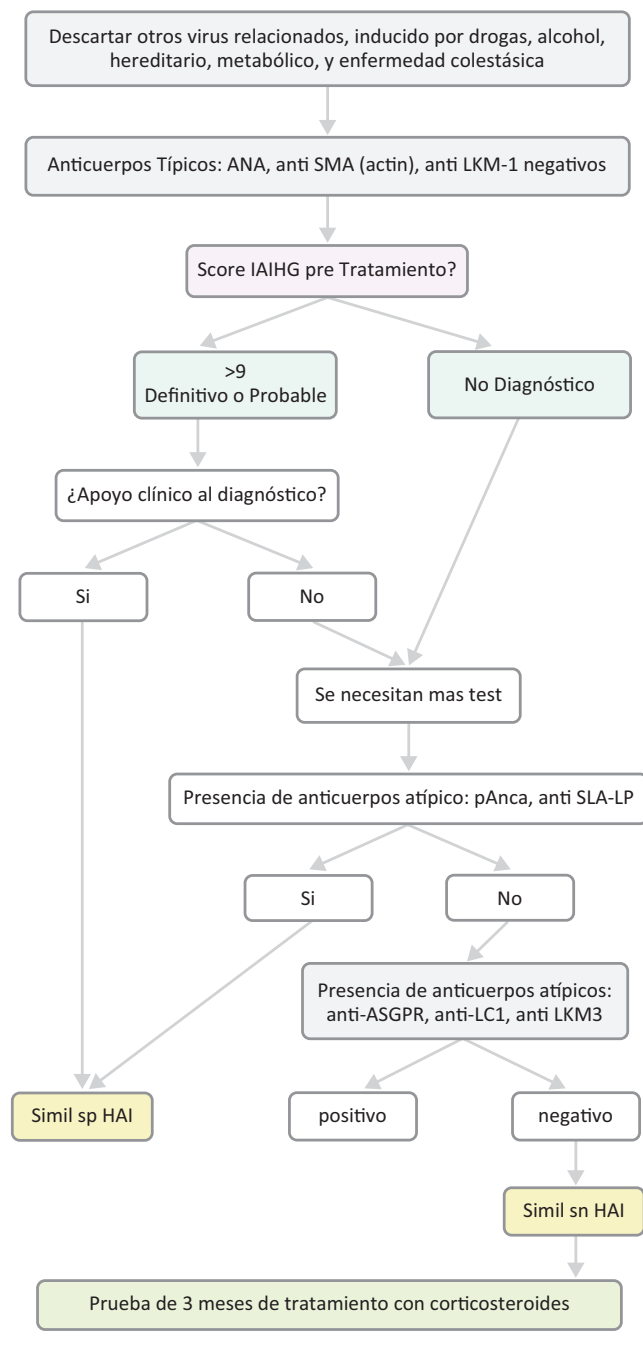 Descartar otros virus relacionados, inducido por drogas, alcohol,
hereditario, metabólico, y enfermedad colestásica
Anticuerpos Típicos: ANA, anti SMA (actin), anti LKM-1 negativos
Score IAIHG pre Tratamiento?
>9
Definitivo o Probable
No Diagnóstico
¿Apoyo clínico al diagnóstico?
Si
No
Se necesitan mas test
Presencia de anticuerpos atípico: pAnca, anti SLA-LP
Si
No
Presencia de anticuerpos atípicos:
anti-ASGPR, anti-LC1, anti LKM3
Simil sp HAI
positivo
negativo
Simil sn HAI
Prueba de 3 meses de tratamiento con corticosteroides